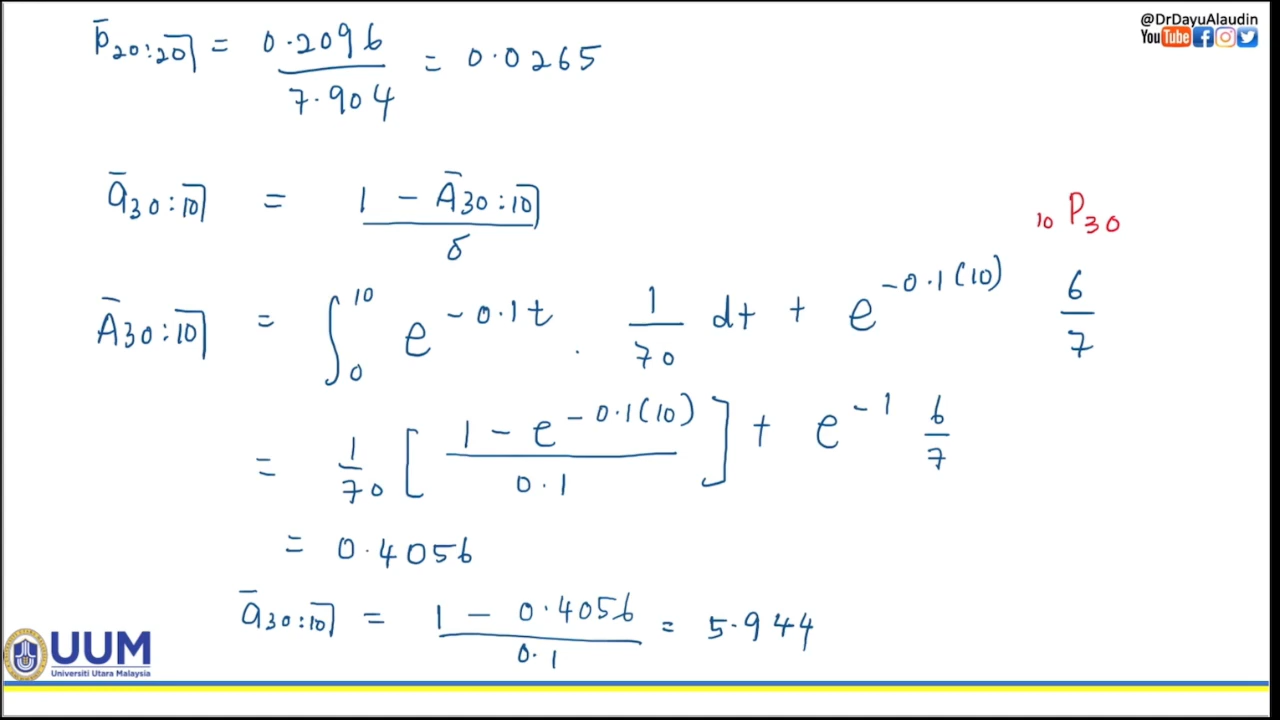 @DrDayuAlaudin
YouTube
P̄20:20̅| = 0.2096 / 7.904 = 0.0265
ā30:10̅| = (1 − Ā30:10̅|) / δ
10P30
Ā30:10̅| = ∫₀¹⁰ e^(−0.1t) · 1/70 dt + e^(−0.1(10)) 6/7
= 1/70 [ (1 − e^(−0.1(10))) / 0.1 ] + e^(−1) 6/7
= 0.4056
ā30:10̅| = (1 − 0.4056) / 0.1 = 5.944
UUM
Universiti Utara Malaysia